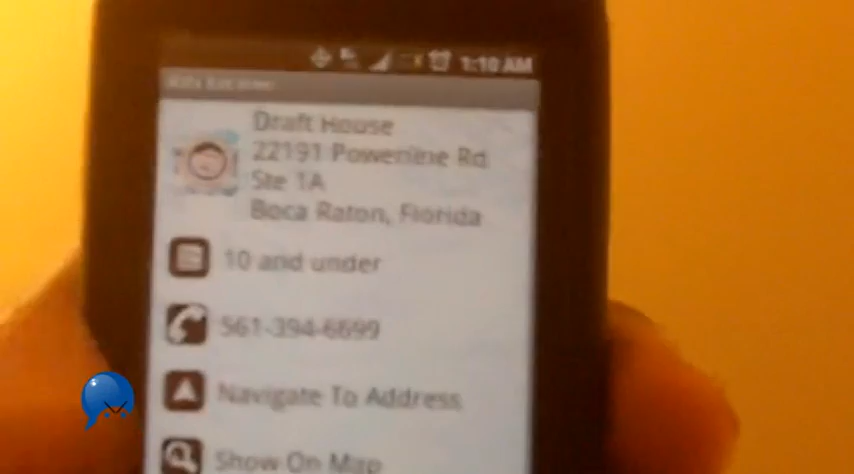 1:10 AM
Draft House
22191 Powerline Rd
Ste 1A
Boca Raton, Florida
10 and under
561-394-6699
Navigate To Address
Show On Map